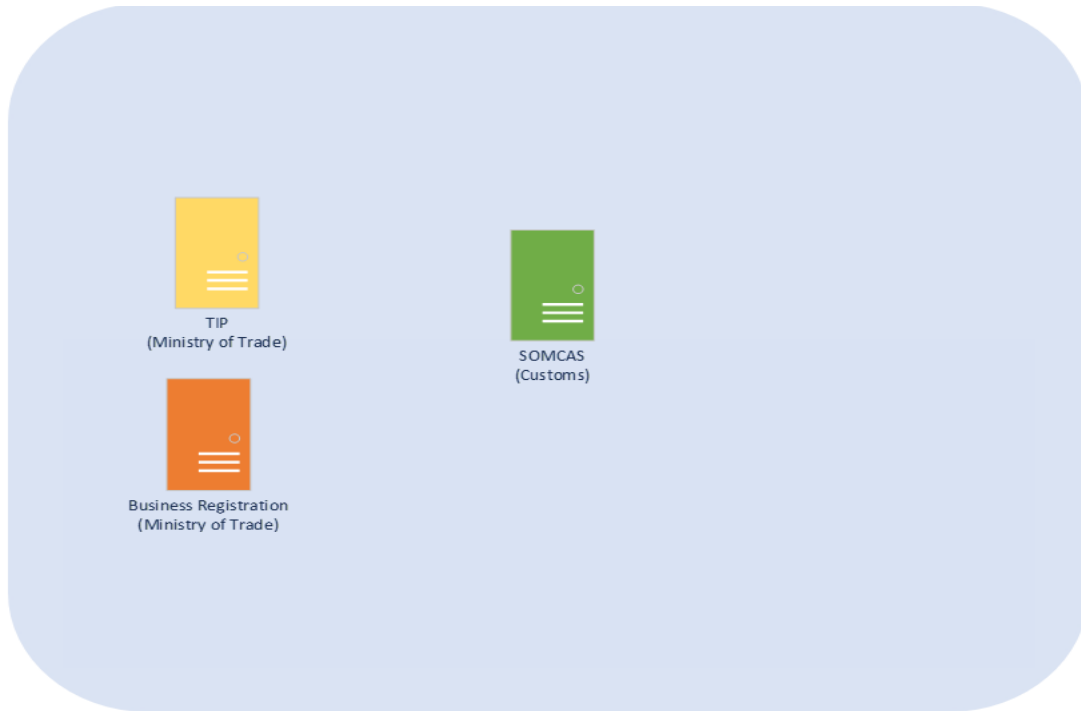 TIP
(Ministry of Trade)
SOMCAS
(Customs)
Business Registration
(Ministry of Trade)